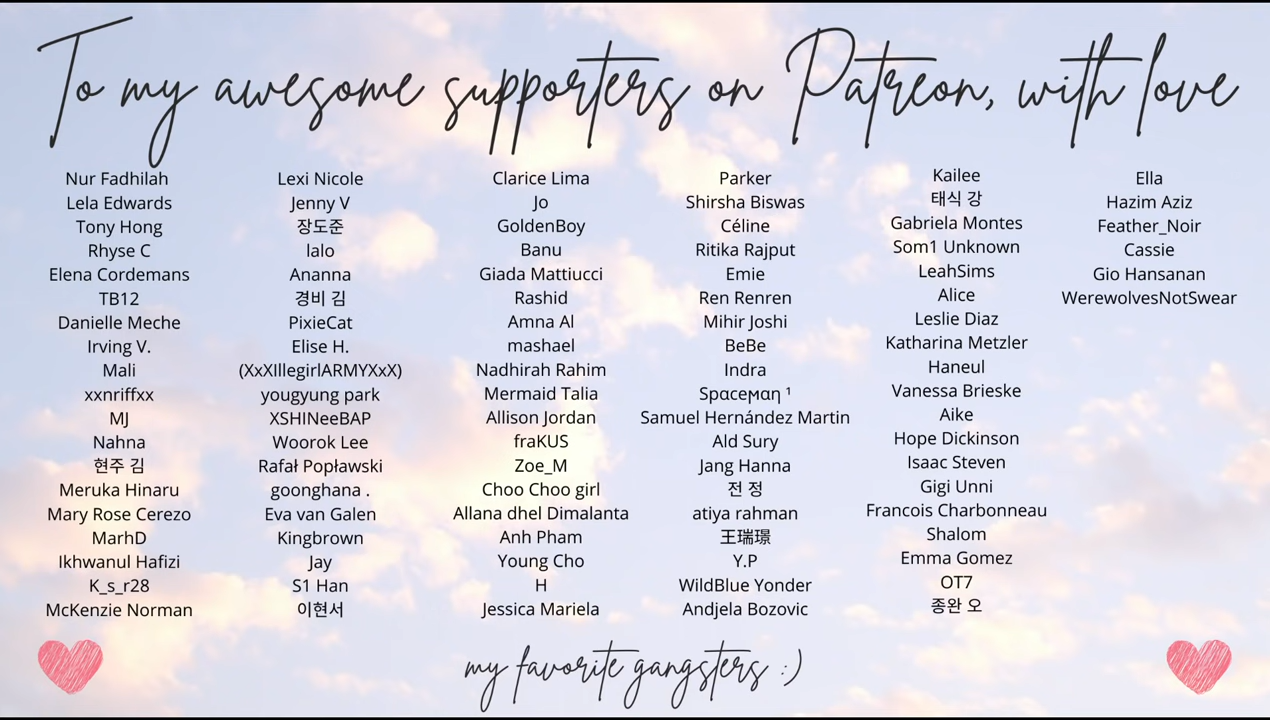 To my awesome supporters on Patreon, with love
Nur Fadhilah
Lela Edwards
Tony Hong
Rhyse C
Elena Cordemans
TB12
Danielle Meche
Irving V.
Mali
xxnriffxx
MJ
Nahna
현주 김
Meruka Hinaru
Mary Rose Cerezo
MarhD
Ikhwanul Hafizi
K_s_r28
McKenzie Norman
Lexi Nicole
Jenny V
장도준
lalo
Ananna
경비 김
PixieCat
Elise H.
(XxXIllegirlARMYXxX)
yougyung park
XSHINeeBAP
Woorok Lee
Rafał Popławski
goonghana .
Eva van Galen
Kingbrown
Jay
S1 Han
이현서
Clarice Lima
Jo
GoldenBoy
Banu
Giada Mattiucci
Rashid
Amna Al
mashael
Nadhirah Rahim
Mermaid Talia
Allison Jordan
fraKUS
Zoe_M
Choo Choo girl
Allana dhel Dimalanta
Anh Pham
Young Cho
H
Jessica Mariela
Parker
Shirsha Biswas
Céline
Ritika Rajput
Emie
Ren Renren
Mihir Joshi
BeBe
Indra
Spαceмαη ¹
Samuel Hernández Martin
Ald Sury
Jang Hanna
전 정
atiya rahman
王瑞璟
Y.P
WildBlue Yonder
Andjela Bozovic
Kailee
태식 강
Gabriela Montes
Som1 Unknown
LeahSims
Alice
Leslie Diaz
Katharina Metzler
Haneul
Vanessa Brieske
Aike
Hope Dickinson
Isaac Steven
Gigi Unni
Francois Charbonneau
Shalom
Emma Gomez
OT7
종완 오
Ella
Hazim Aziz
Feather_Noir
Cassie
Gio Hansanan
WerewolvesNotSwear
my favorite gangsters :)